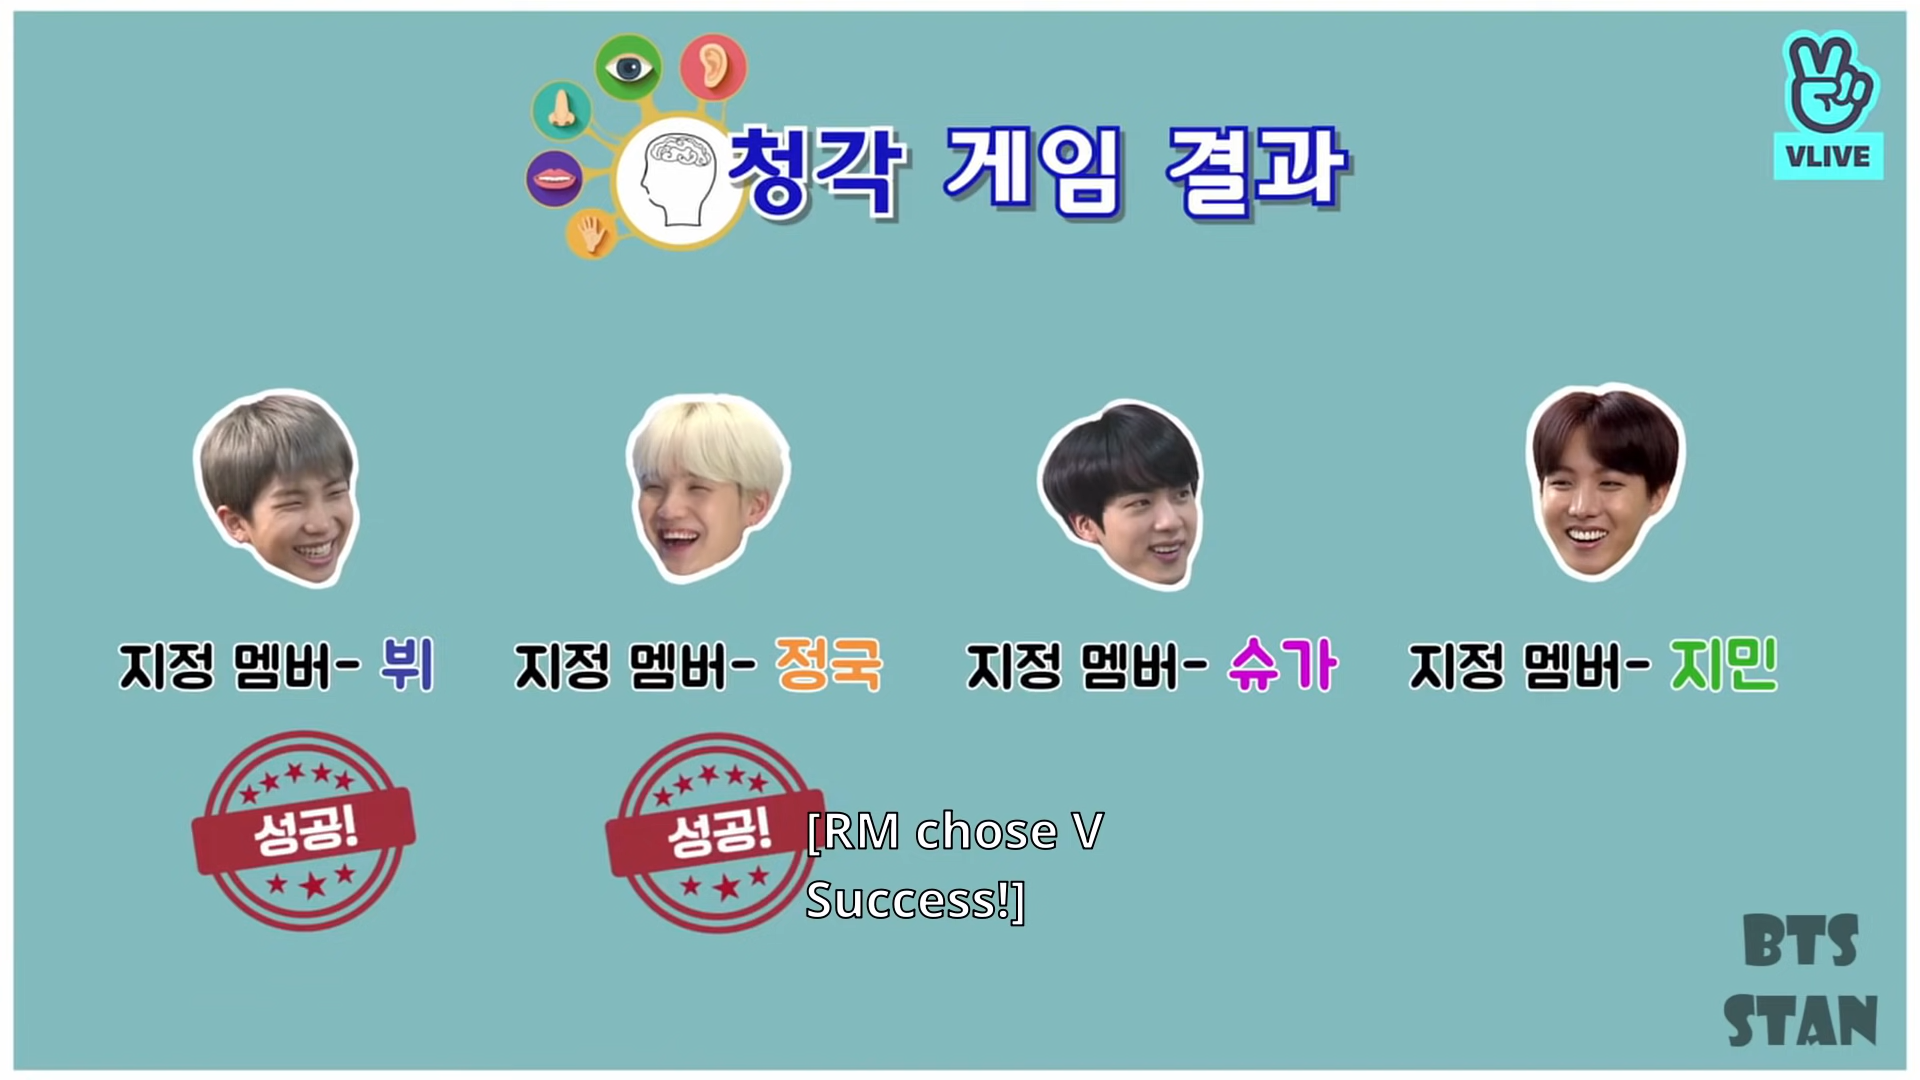 청각 게임 결과
VLIVE
지정 멤버- 뷔
지정 멤버- 정국
지정 멤버- 슈가
지정 멤버- 지민
성공!
성공!
[RM chose V
Success!]
BTS
STAN